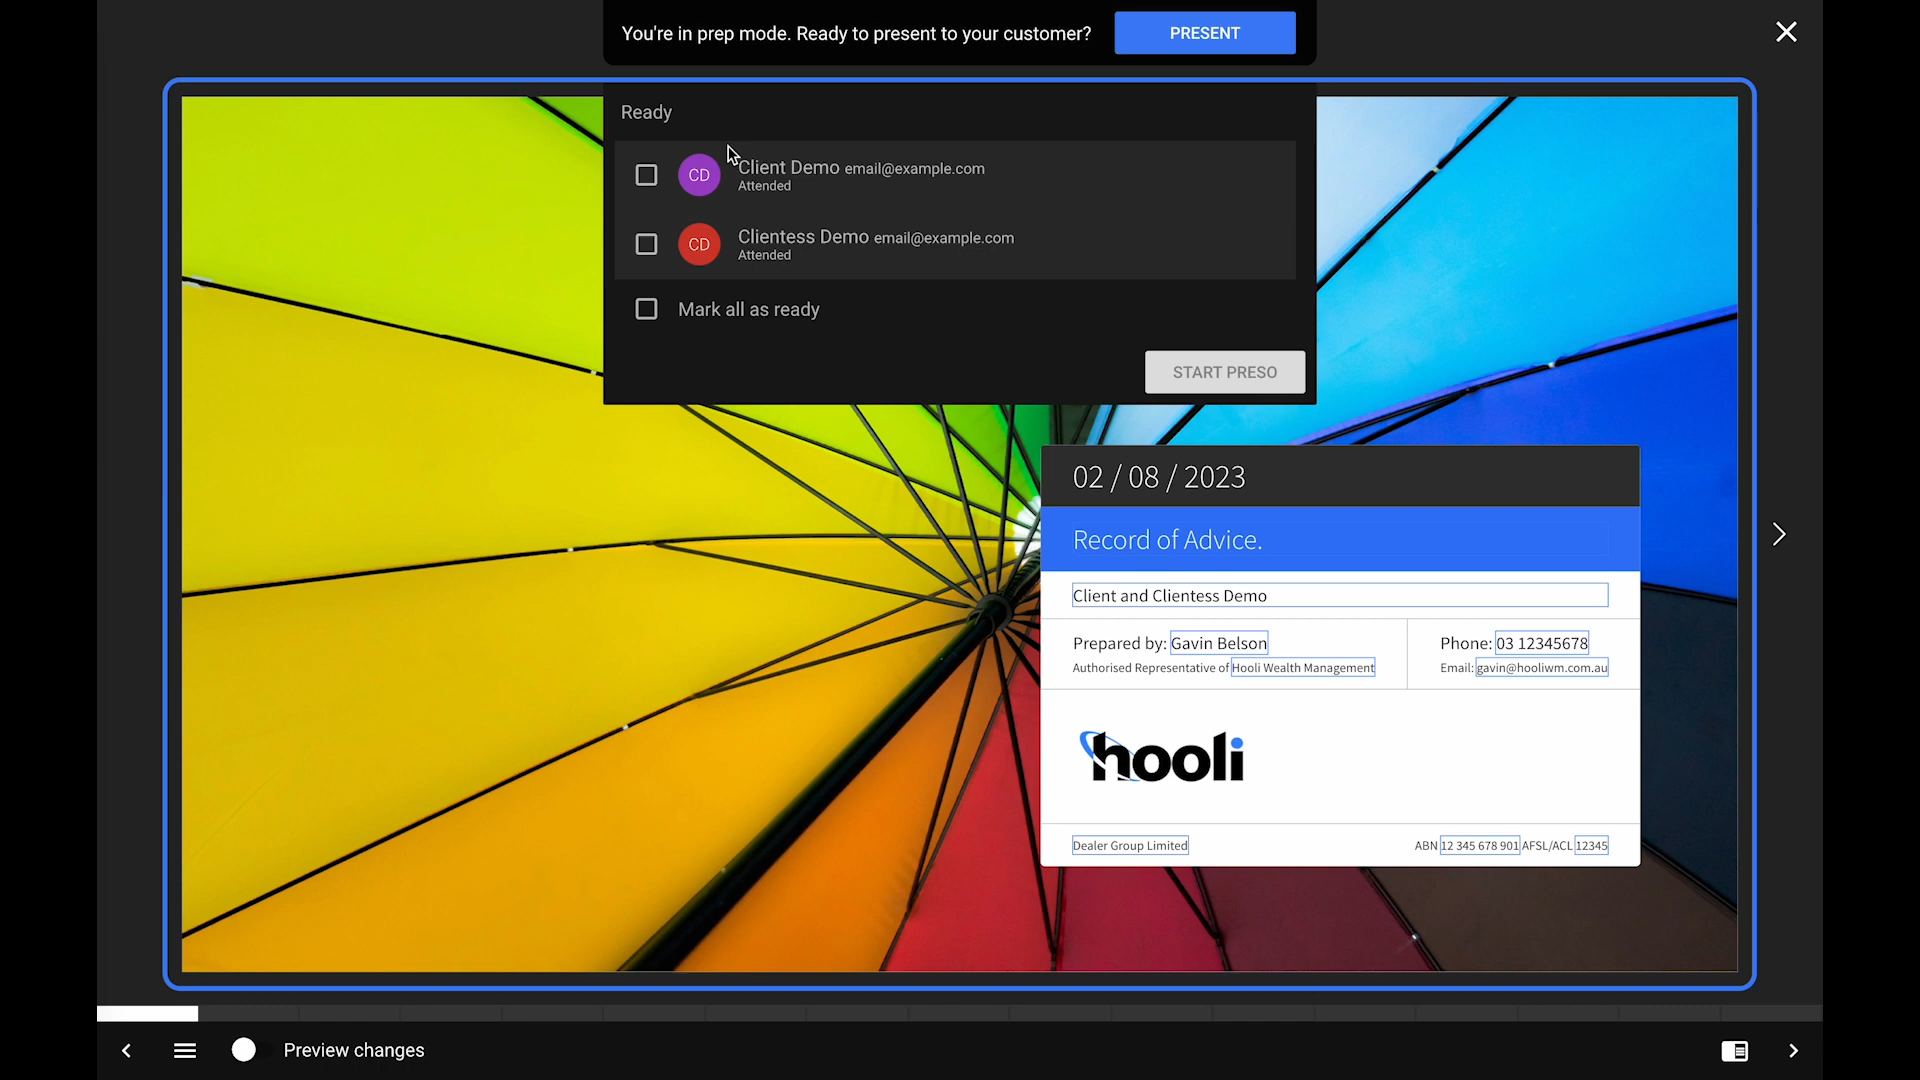 You're in prep mode. Ready to present to your customer?
PRESENT
Ready
CD
Client Demo email@example.com
Attended
CD
Clientess Demo email@example.com
Attended
Mark all as ready
START PRESO
02 / 08 / 2023
Record of Advice.
Client and Clientess Demo
Prepared by: Gavin Belson
Authorised Representative of Hooli Wealth Management
Phone: 03 12345678
Email: gavin@hooliwm.com.au
hooli
Dealer Group Limited
ABN 12 345 678 901 AFSL/ACL 12345
Preview changes